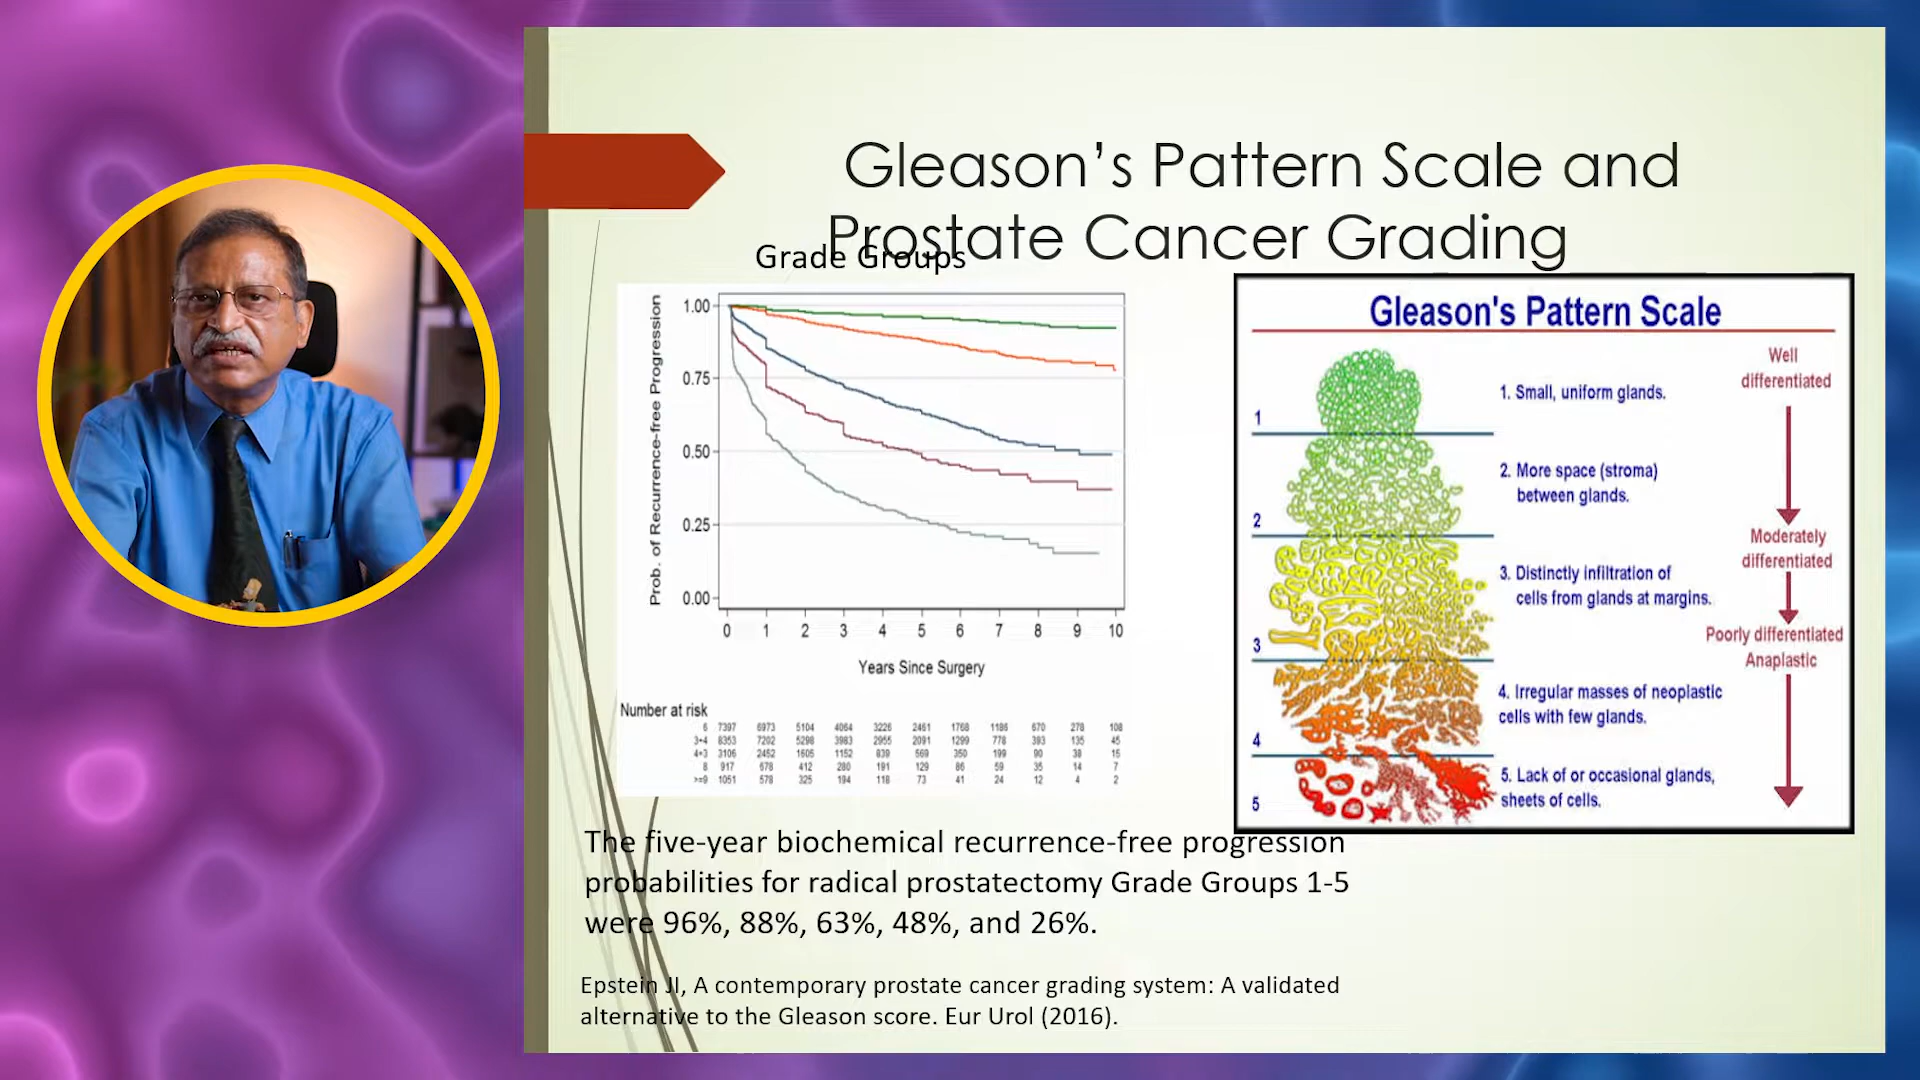 Gleason's Pattern Scale and
Prostate Cancer Grading
Grade Groups
Prob. of Recurrence-free Progression
1.00
0.75
0.50
0.25
0.00
0 1 2 3 4 5 6 7 8 9 10
Years Since Surgery
Number at risk
6 7397 6973 5104 4064 3226 2461 1768 1186 670 278 108
3+4 8353 7202 5298 3983 2955 2091 1299 778 393 135 45
4+3 3106 2452 1605 1152 839 569 350 199 90 38 15
8 917 678 412 280 191 129 86 59 35 14 7
>=9 1051 578 325 194 118 73 41 24 12 4 2
Gleason's Pattern Scale
1
2
3
4
5
1. Small, uniform glands.
2. More space (stroma)
between glands.
3. Distinctly infiltration of
cells from glands at margins.
4. Irregular masses of neoplastic
cells with few glands.
5. Lack of or occasional glands,
sheets of cells.
Well
differentiated
Moderately
differentiated
Poorly differentiated
Anaplastic
The five-year biochemical recurrence-free progression
probabilities for radical prostatectomy Grade Groups 1-5
were 96%, 88%, 63%, 48%, and 26%.
Epstein JI, A contemporary prostate cancer grading system: A validated
alternative to the Gleason score. Eur Urol (2016).